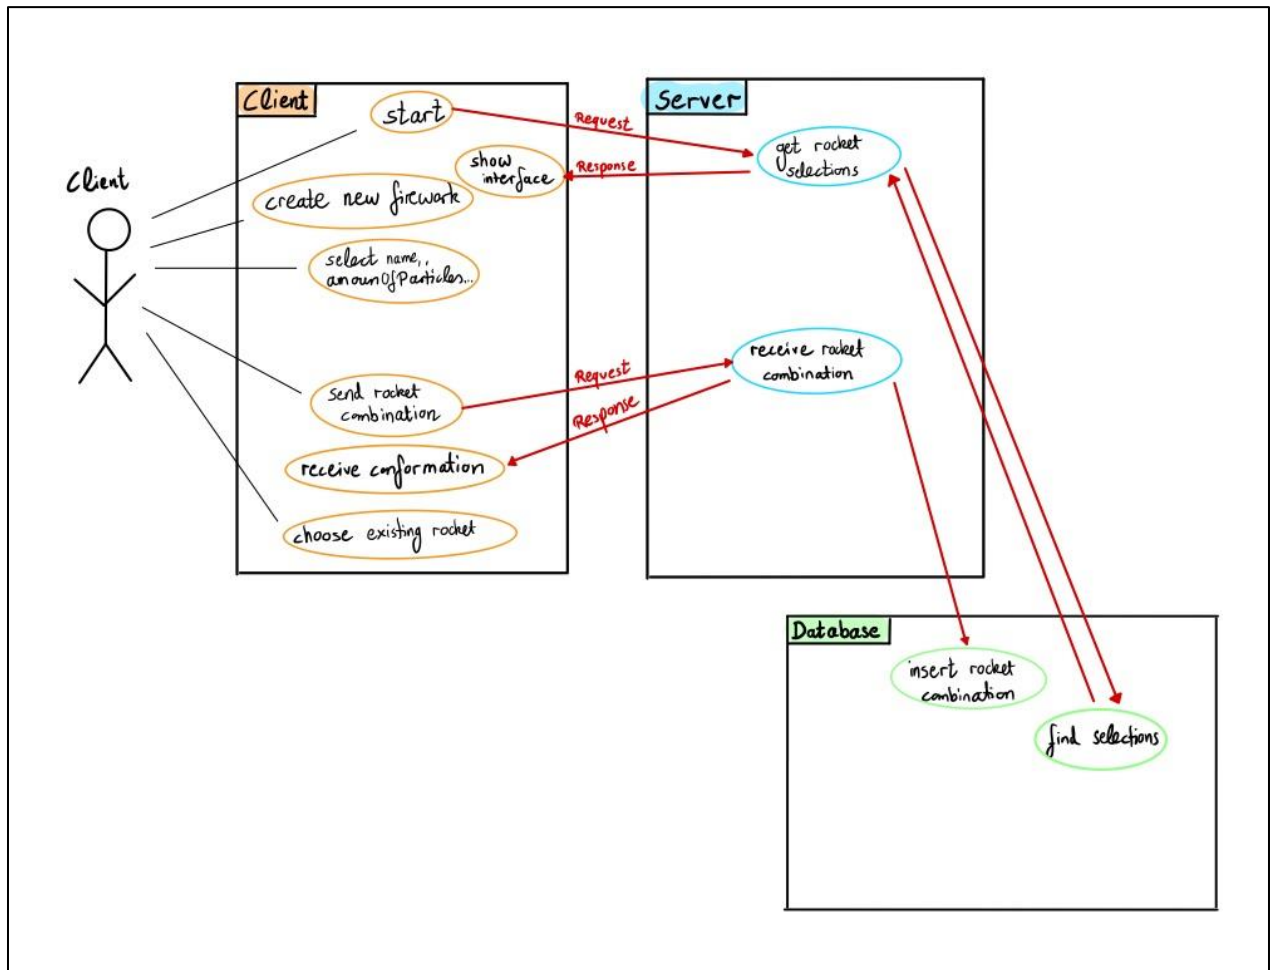 Client
Client
start
show
interface
create new firework
select name,.
amounOfParticles...
send rocket
combination
receive conformation
choose existing rocket
Request
Response
Request
Response
Server
get rocket
selections
receive rocket
combination
Database
insert rocket
combination
find selections